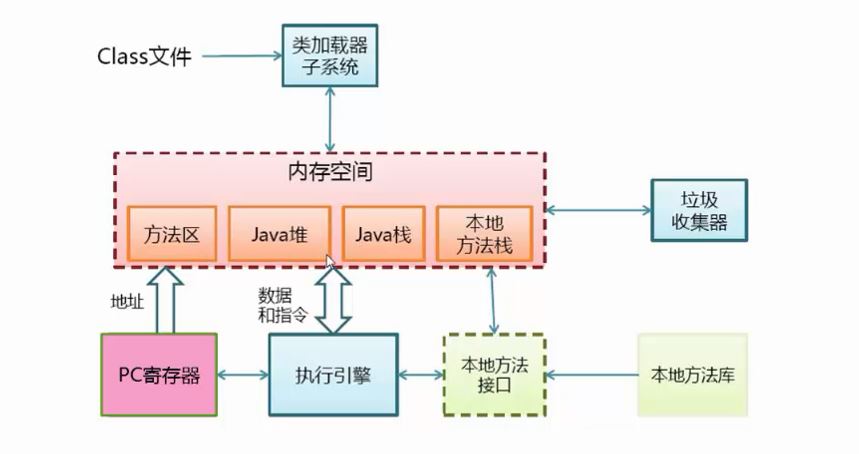 Class文件
类加载器
子系统
内存空间
方法区
Java堆
Java栈
本地
方法栈
垃圾
收集器
地址
数据
和指令
PC寄存器
执行引擎
本地方法
接口
本地方法库